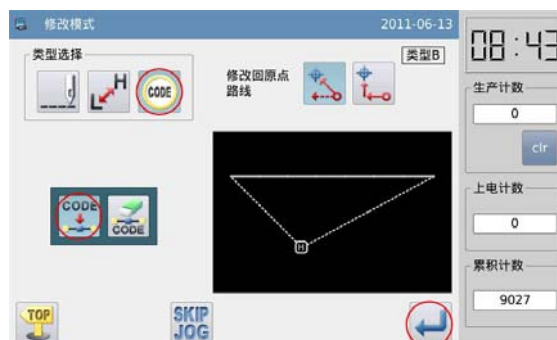 修改模式
2011-06-13
08:43
类型选择
类型B
H
L
CODE
修改回原点
路线
生产计数
0
clr
CODE
CODE
上电计数
0
H
累积计数
9027
TOP
SKIP
JOG